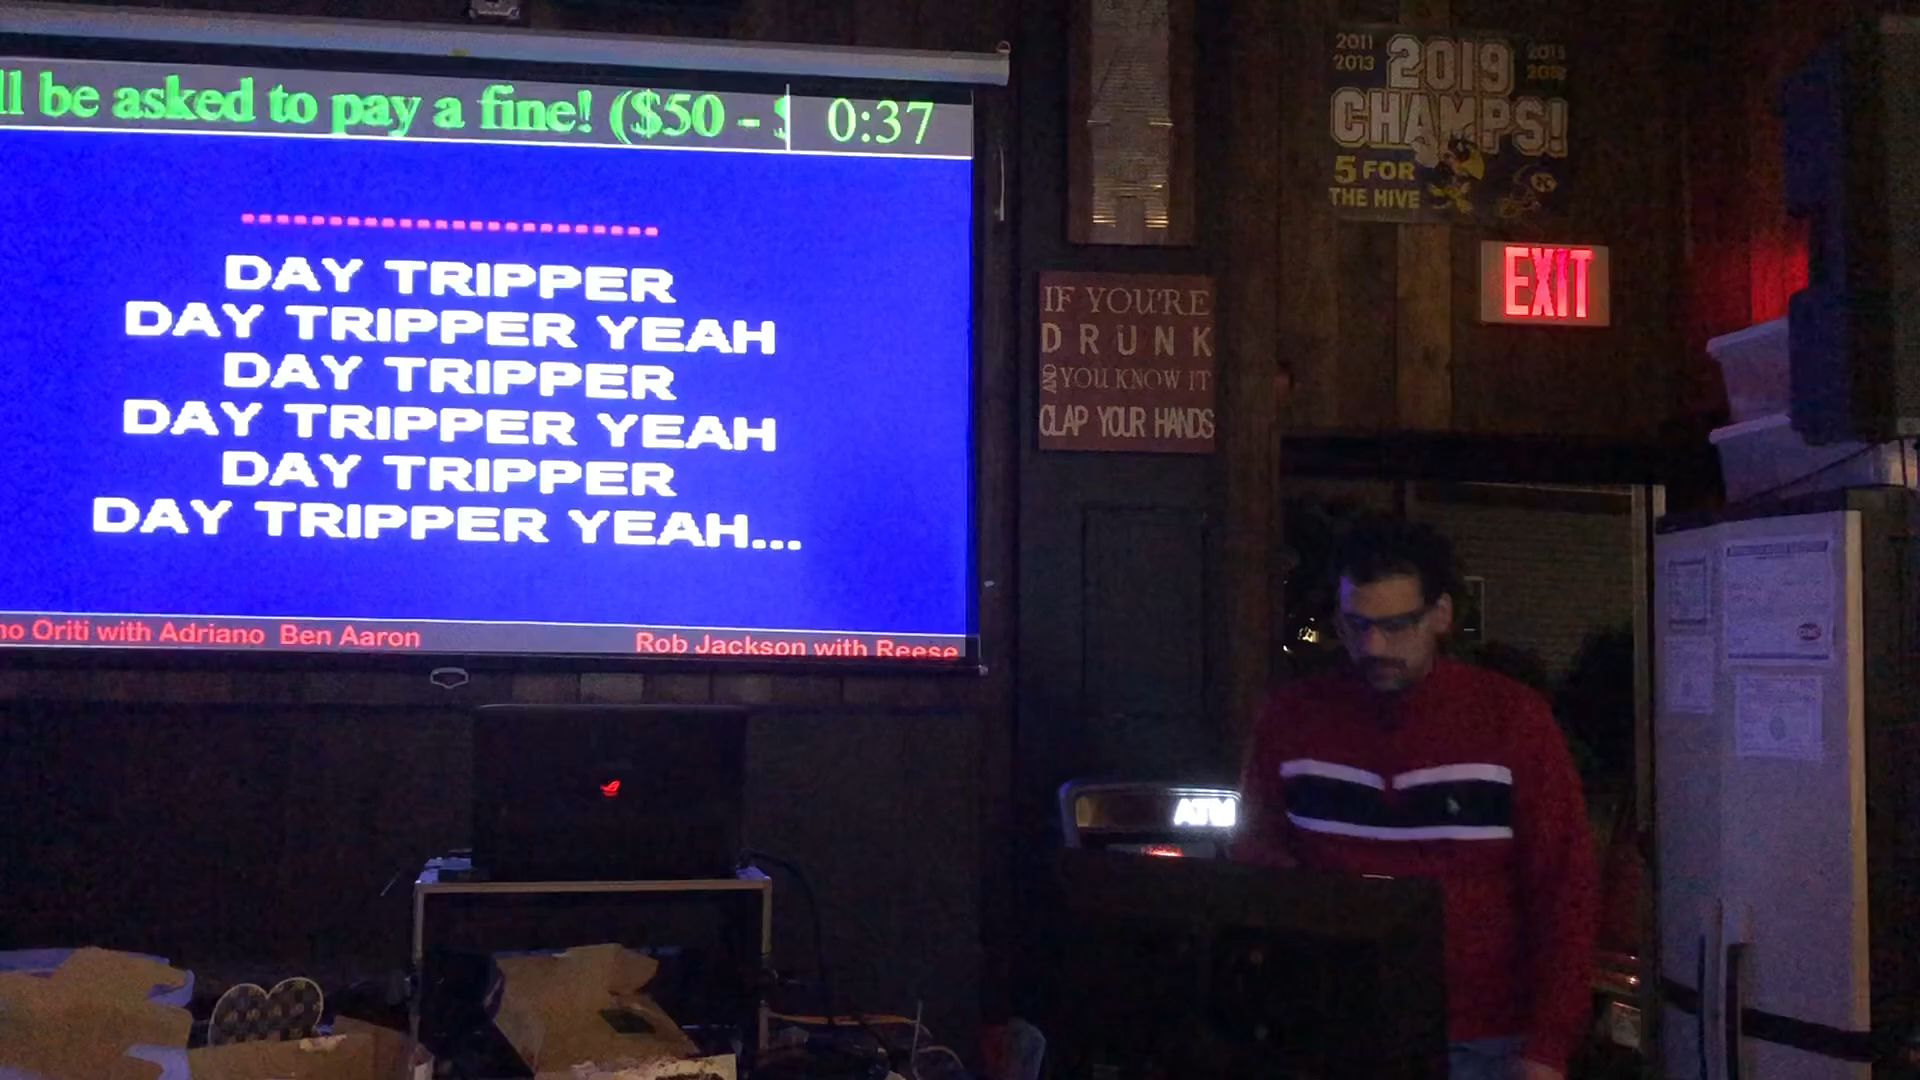 ll be asked to pay a fine! ($50 -
0:37
DAY TRIPPER
DAY TRIPPER YEAH
DAY TRIPPER
DAY TRIPPER YEAH
DAY TRIPPER
DAY TRIPPER YEAH...
no Oriti with Adriano Ben Aaron
Rob Jackson with Reese
2011
2013
2019
CHAMPS!
5 FOR
THE HIVE
EXIT
IF YOU'RE
DRUNK
AND YOU KNOW IT
CLAP YOUR HANDS
ATM